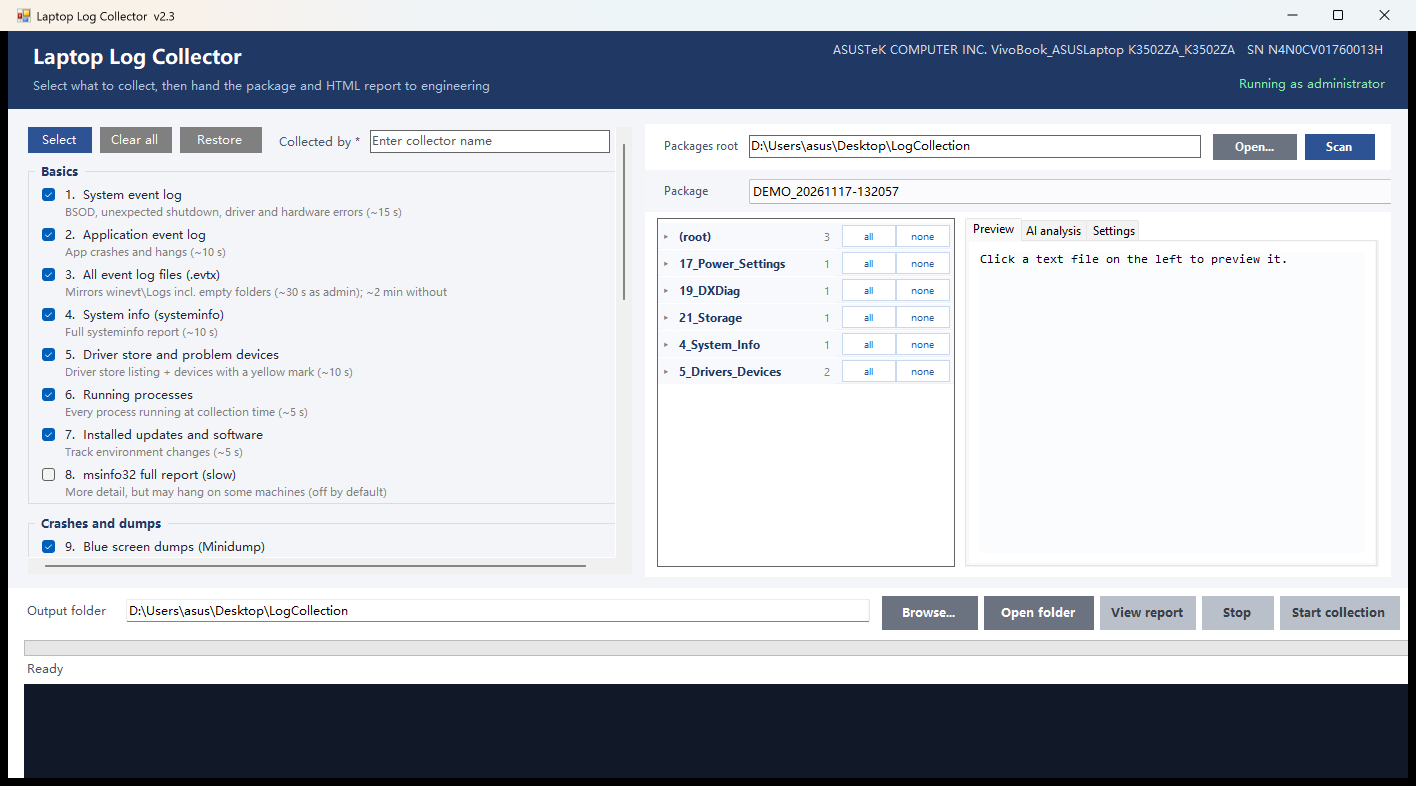 Laptop Log Collector v2.3
Laptop Log Collector
ASUSTeK COMPUTER INC. VivoBook_ASUSLaptop K3502ZA_K3502ZA SN N4N0CV01760013H
Select what to collect, then hand the package and HTML report to engineering
Running as administrator
Select
Clear all
Restore
Collected by *
Enter collector name
Basics
1. System event log
BSOD, unexpected shutdown, driver and hardware errors (~15 s)
2. Application event log
App crashes and hangs (~10 s)
3. All event log files (.evtx)
Mirrors winevt\Logs incl. empty folders (~30 s as admin); ~2 min without
4. System info (systeminfo)
Full systeminfo report (~10 s)
5. Driver store and problem devices
Driver store listing + devices with a yellow mark (~10 s)
6. Running processes
Every process running at collection time (~5 s)
7. Installed updates and software
Track environment changes (~5 s)
8. msinfo32 full report (slow)
More detail, but may hang on some machines (off by default)
Crashes and dumps
9. Blue screen dumps (Minidump)
Packages root
D:\Users\asus\Desktop\LogCollection
Open...
Scan
Package
DEMO_20261117-132057
(root) 3 all none
17_Power_Settings 1 all none
19_DXDiag 1 all none
21_Storage 1 all none
4_System_Info 1 all none
5_Drivers_Devices 2 all none
Preview
AI analysis
Settings
Click a text file on the left to preview it.
Output folder
D:\Users\asus\Desktop\LogCollection
Browse...
Open folder
View report
Stop
Start collection
Ready